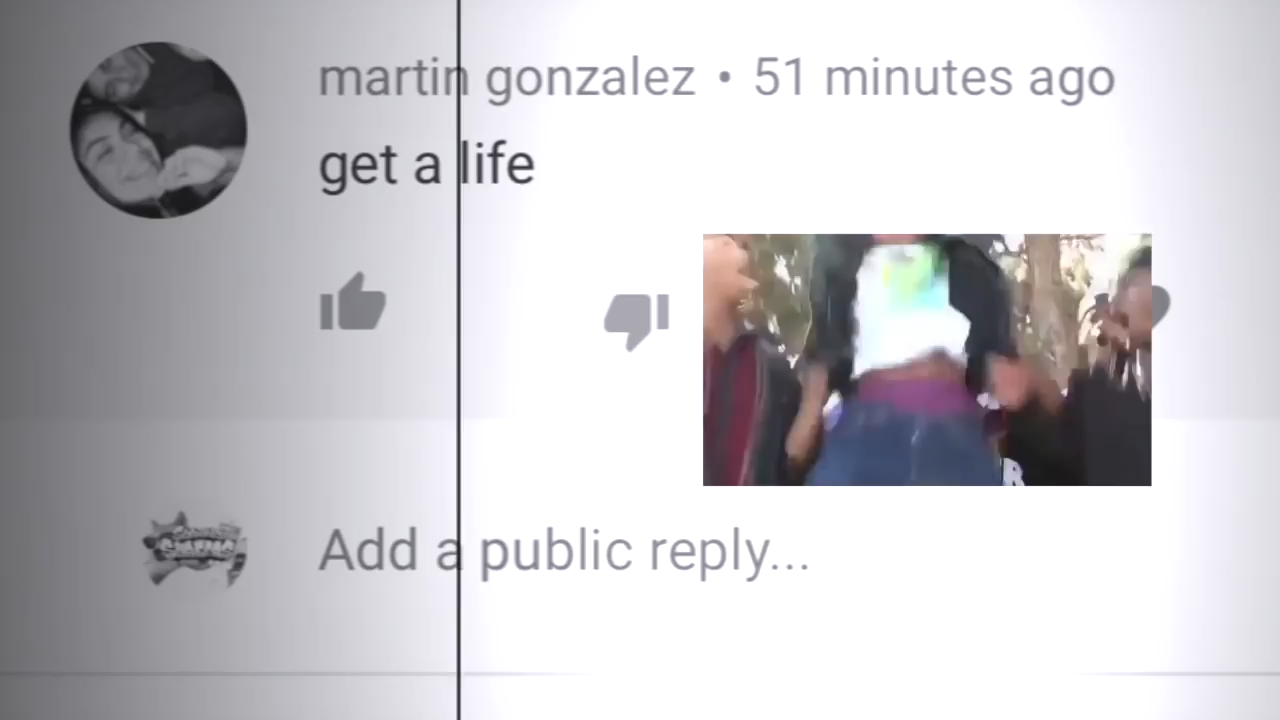 martin gonzalez • 51 minutes ago
get a life
Add a public reply...